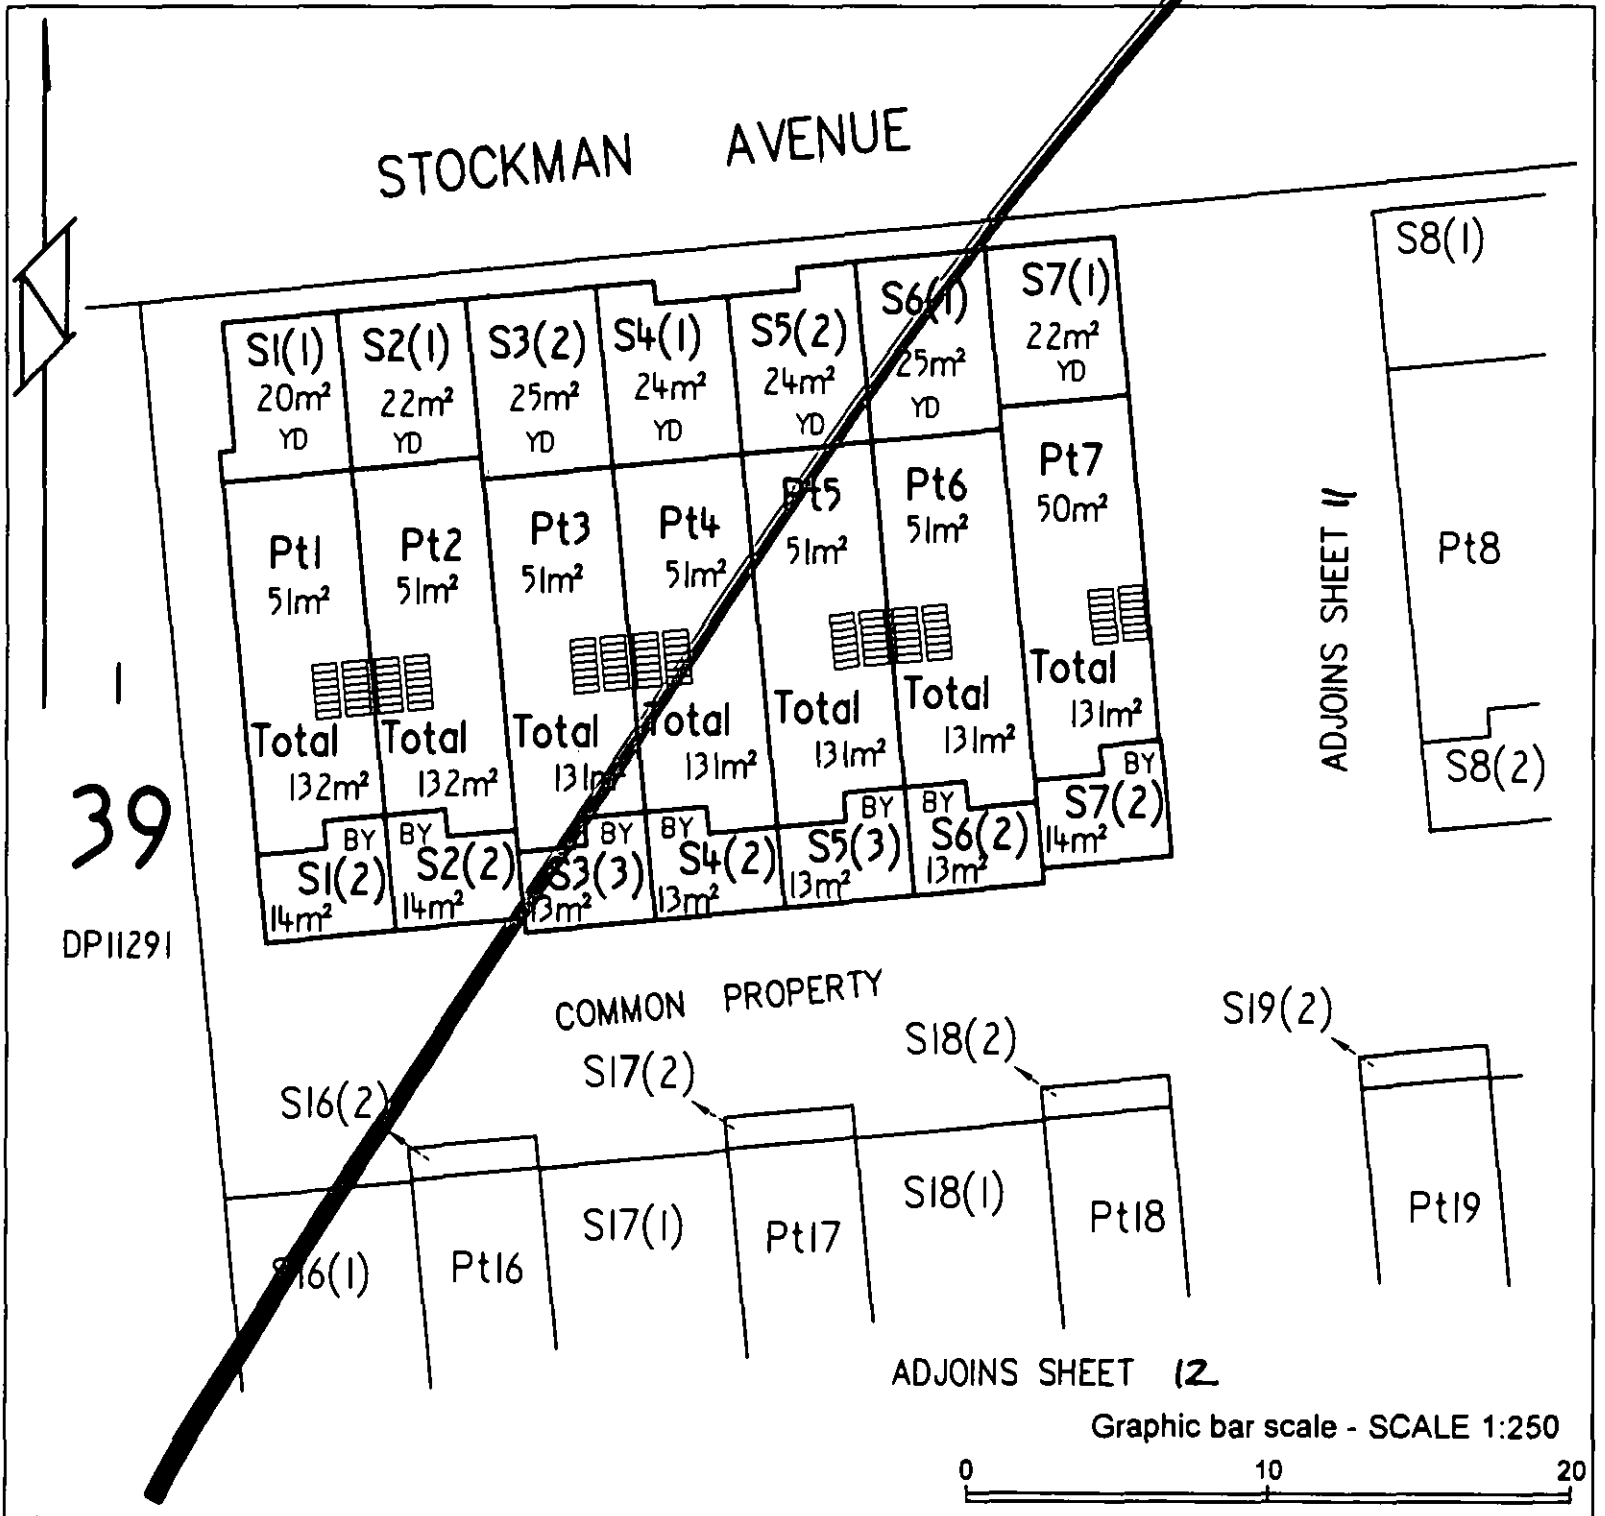 STOCKMAN AVENUE
S8(1)
S1(1)
20m²
YD
S2(1)
22m²
YD
S3(2)
25m²
YD
S4(1)
24m²
YD
S5(2)
24m²
YD
S6(1)
25m²
YD
S7(1)
22m²
YD
Pt1
51m²
Pt2
51m²
Pt3
51m²
Pt4
51m²
Pt5
51m²
Pt6
51m²
Pt7
50m²
Pt8
ADJOINS SHEET 11
Total
132m²
Total
132m²
Total
131m²
Total
131m²
Total
131m²
Total
131m²
Total
131m²
1
39
DP11291
BY
S1(2)
14m²
BY
S2(2)
14m²
BY
S3(3)
13m²
BY
S4(2)
13m²
BY
S5(3)
13m²
BY
S6(2)
13m²
BY
S7(2)
14m²
S8(2)
COMMON PROPERTY
S16(2)
S17(2)
S18(2)
S19(2)
S16(1)
Pt16
S17(1)
Pt17
S18(1)
Pt18
Pt19
ADJOINS SHEET 12
Graphic bar scale - SCALE 1:250
0 10 20